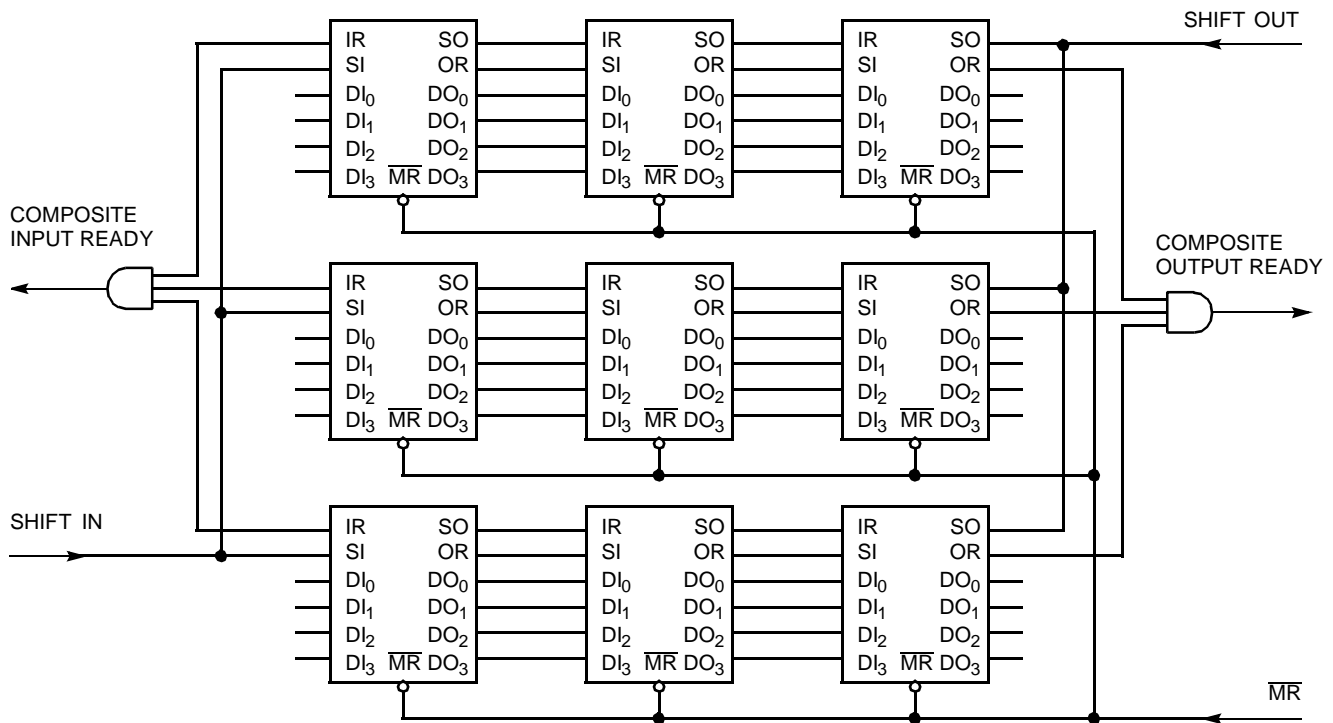 SHIFT OUT
IR SO IR SO IR SO
SI OR SI OR SI OR
DI0 DO0 DI0 DO0 DI0 DO0
DI1 DO1 DI1 DO1 DI1 DO1
DI2 DO2 DI2 DO2 DI2 DO2
DI3 MR DO3 DI3 MR DO3 DI3 MR DO3
COMPOSITE
INPUT READY
COMPOSITE
OUTPUT READY
IR SO IR SO IR SO
SI OR SI OR SI OR
DI0 DO0 DI0 DO0 DI0 DO0
DI1 DO1 DI1 DO1 DI1 DO1
DI2 DO2 DI2 DO2 DI2 DO2
DI3 MR DO3 DI3 MR DO3 DI3 MR DO3
SHIFT IN
IR SO IR SO IR SO
SI OR SI OR SI OR
DI0 DO0 DI0 DO0 DI0 DO0
DI1 DO1 DI1 DO1 DI1 DO1
DI2 DO2 DI2 DO2 DI2 DO2
DI3 MR DO3 DI3 MR DO3 DI3 MR DO3
MR